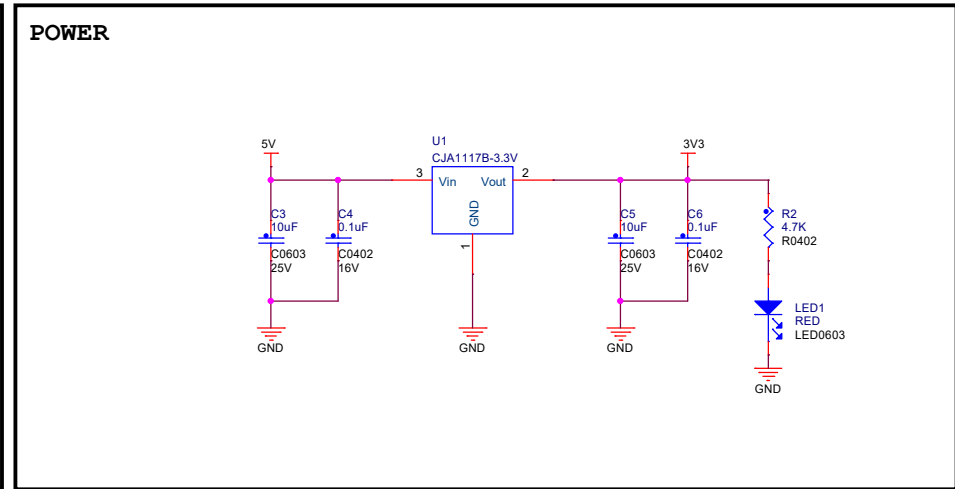 POWER
5V
U1
CJA1117B-3.3V
3V3
3
Vin
Vout
2
GND
1
C3
10uF
C0603
25V
C4
0.1uF
C0402
16V
C5
10uF
C0603
25V
C6
0.1uF
C0402
16V
R2
4.7K
R0402
LED1
RED
LED0603
GND
GND
GND
GND